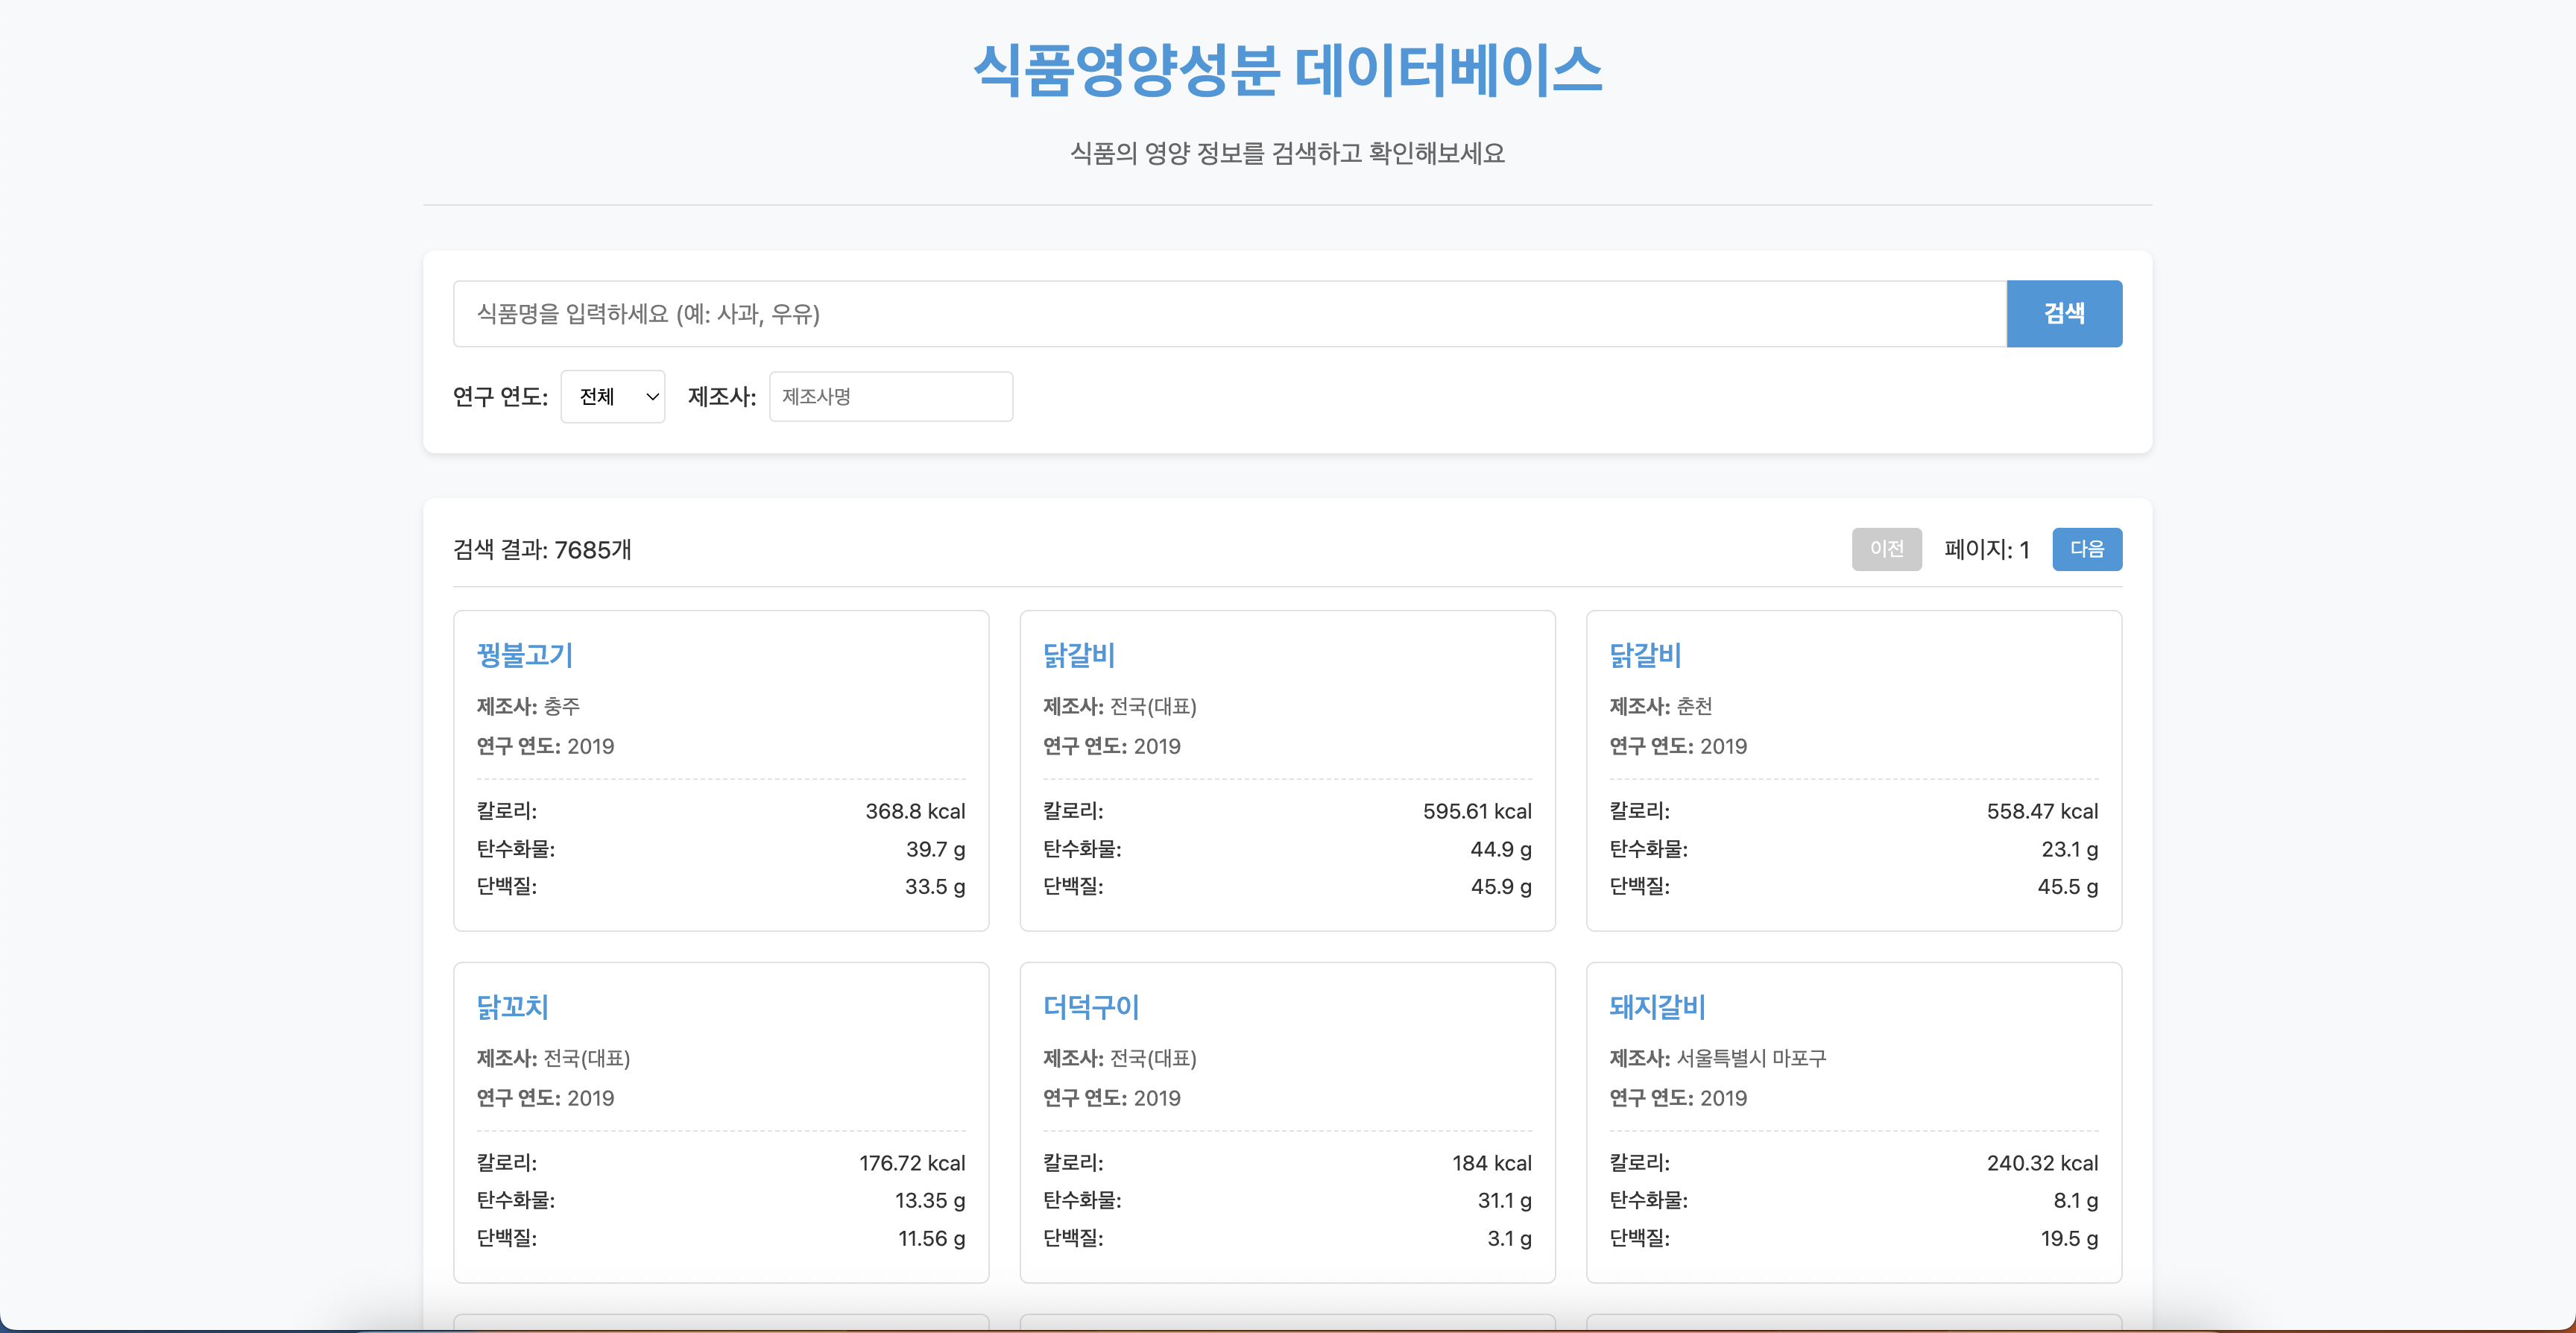 식품영양성분 데이터베이스
식품의 영양 정보를 검색하고 확인해보세요
식품명을 입력하세요 (예: 사과, 우유) 검색
연구 연도: 전체 제조사: 제조사명
검색 결과: 7685개 이전 페이지: 1 다음
꿩불고기
제조사: 충주
연구 연도: 2019
칼로리: 368.8 kcal
탄수화물: 39.7 g
단백질: 33.5 g
닭갈비
제조사: 전국(대표)
연구 연도: 2019
칼로리: 595.61 kcal
탄수화물: 44.9 g
단백질: 45.9 g
닭갈비
제조사: 춘천
연구 연도: 2019
칼로리: 558.47 kcal
탄수화물: 23.1 g
단백질: 45.5 g
닭꼬치
제조사: 전국(대표)
연구 연도: 2019
칼로리: 176.72 kcal
탄수화물: 13.35 g
단백질: 11.56 g
더덕구이
제조사: 전국(대표)
연구 연도: 2019
칼로리: 184 kcal
탄수화물: 31.1 g
단백질: 3.1 g
돼지갈비
제조사: 서울특별시 마포구
연구 연도: 2019
칼로리: 240.32 kcal
탄수화물: 8.1 g
단백질: 19.5 g